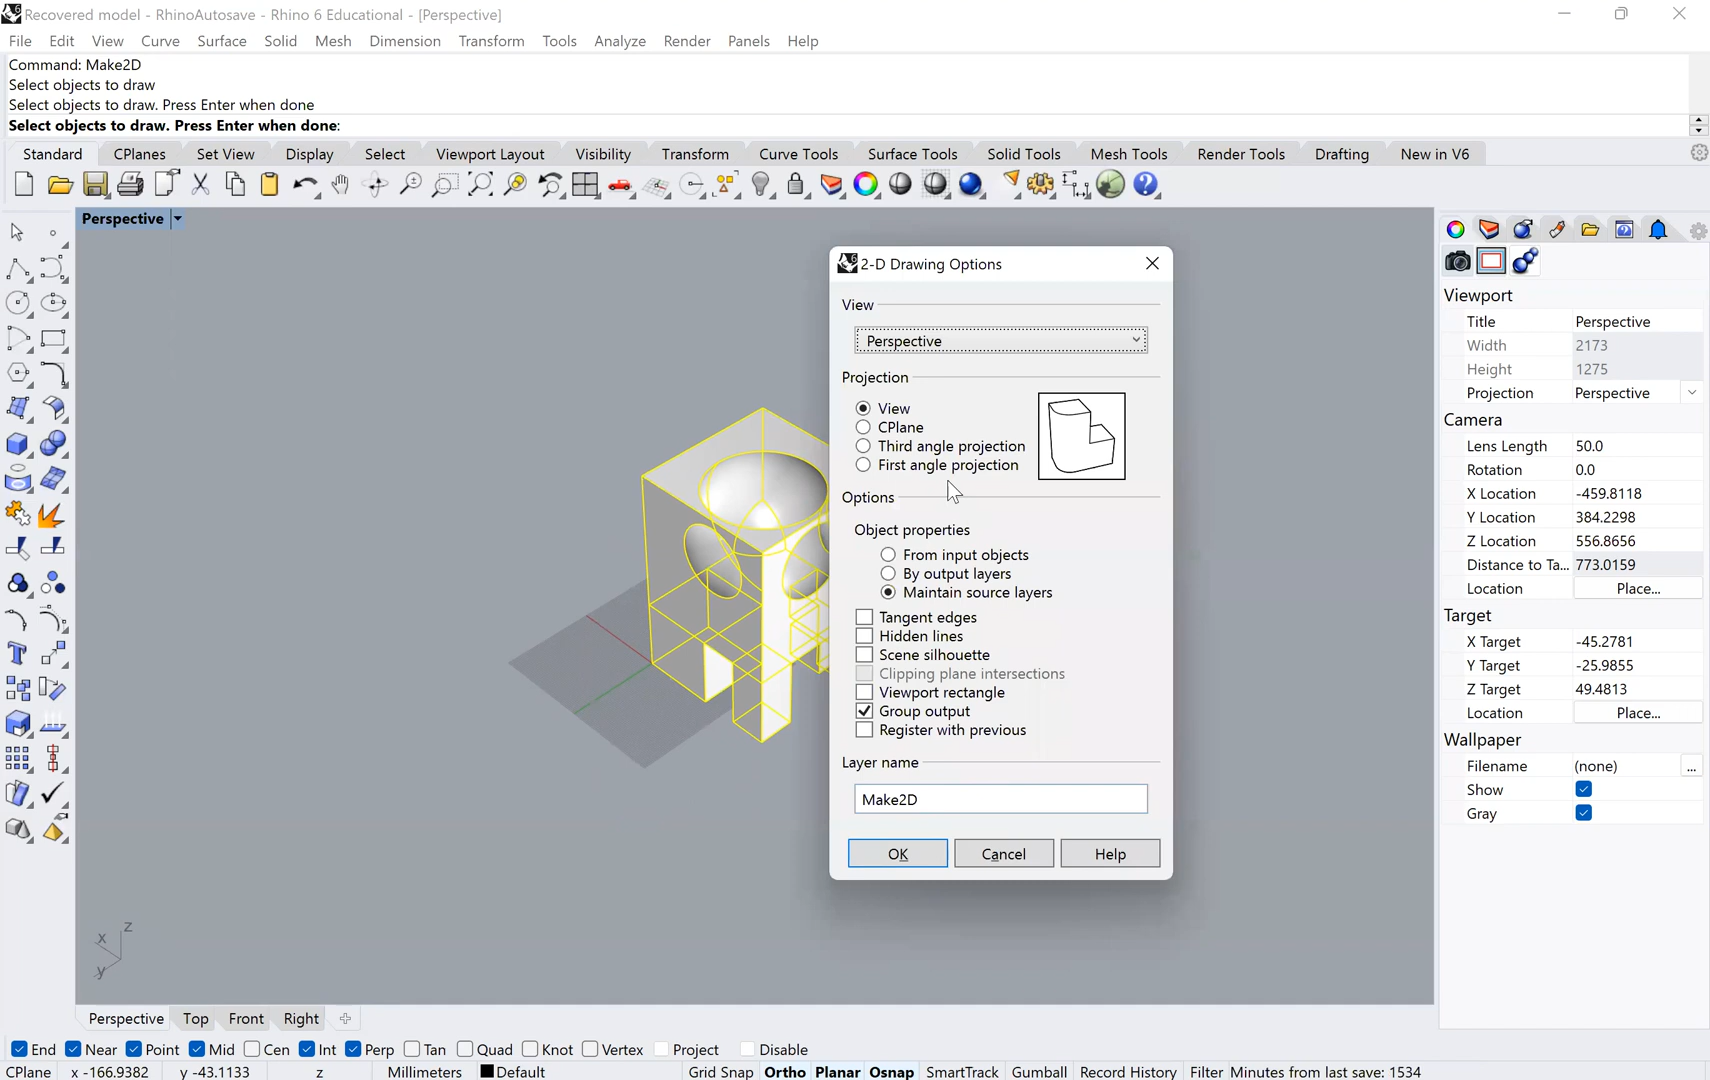 Recovered model - RhinoAutosave - Rhino 6 Educational - [Perspective]
File Edit View Curve Surface Solid Mesh Dimension Transform Tools Analyze Render Panels Help
Command: Make2D
Select objects to draw
Select objects to draw. Press Enter when done
Select objects to draw. Press Enter when done:
Standard CPlanes Set View Display Select Viewport Layout Visibility Transform Curve Tools Surface Tools Solid Tools Mesh Tools Render Tools Drafting New in V6
Perspective
2-D Drawing Options
View
Perspective
Projection
View
CPlane
Third angle projection
First angle projection
Options
Object properties
From input objects
By output layers
Maintain source layers
Tangent edges
Hidden lines
Scene silhouette
Clipping plane intersections
Viewport rectangle
Group output
Register with previous
Layer name
Make2D
OK Cancel Help
Viewport
Title Perspective
Width 2173
Height 1275
Projection Perspective
Camera
Lens Length 50.0
Rotation 0.0
X Location -459.8118
Y Location 384.2298
Z Location 556.8656
Distance to Ta... 773.0159
Location Place...
Target
X Target -45.2781
Y Target -25.9855
Z Target 49.4813
Location Place...
Wallpaper
Filename (none) ...
Show
Gray
z
x
y
Perspective Top Front Right
End Near Point Mid Cen Int Perp Tan Quad Knot Vertex Project Disable
CPlane x -166.9382 y -43.1133 z Millimeters Default Grid Snap Ortho Planar Osnap SmartTrack Gumball Record History Filter Minutes from last save: 1534